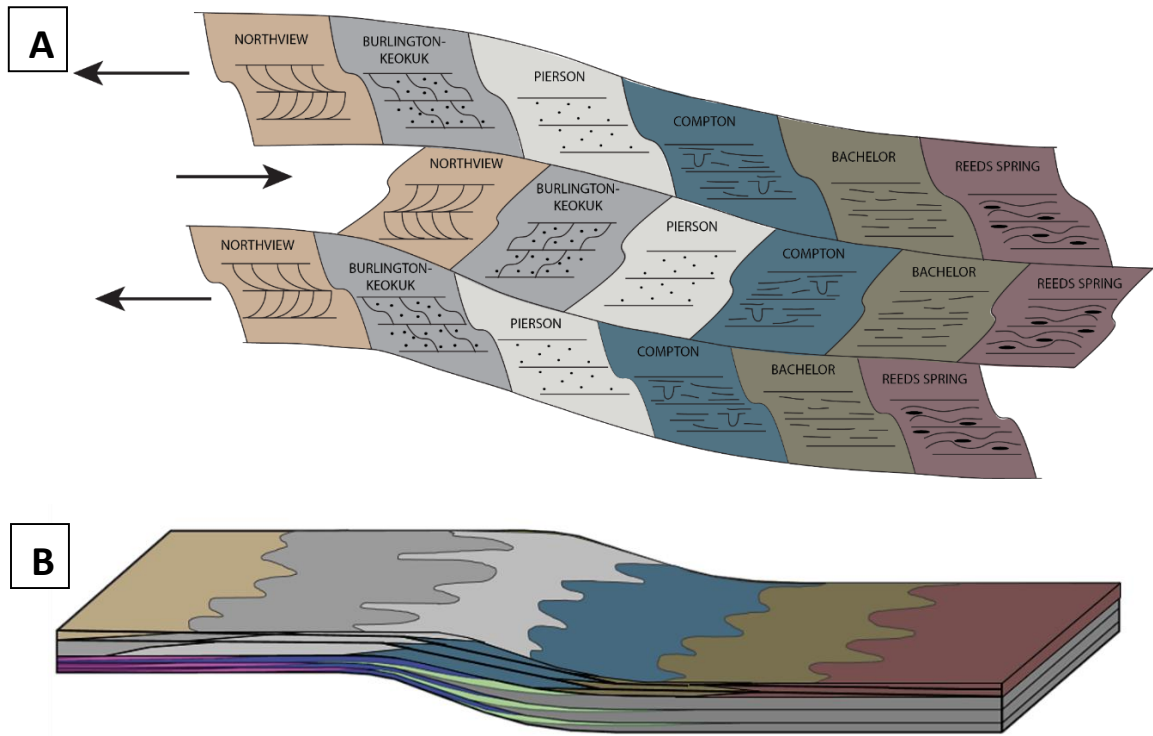 A
NORTHVIEW
BURLINGTON-
KEOKUK
PIERSON
COMPTON
BACHELOR
REEDS SPRING
NORTHVIEW
BURLINGTON-
KEOKUK
PIERSON
COMPTON
BACHELOR
REEDS SPRING
NORTHVIEW
BURLINGTON-
KEOKUK
PIERSON
COMPTON
BACHELOR
REEDS SPRING
B